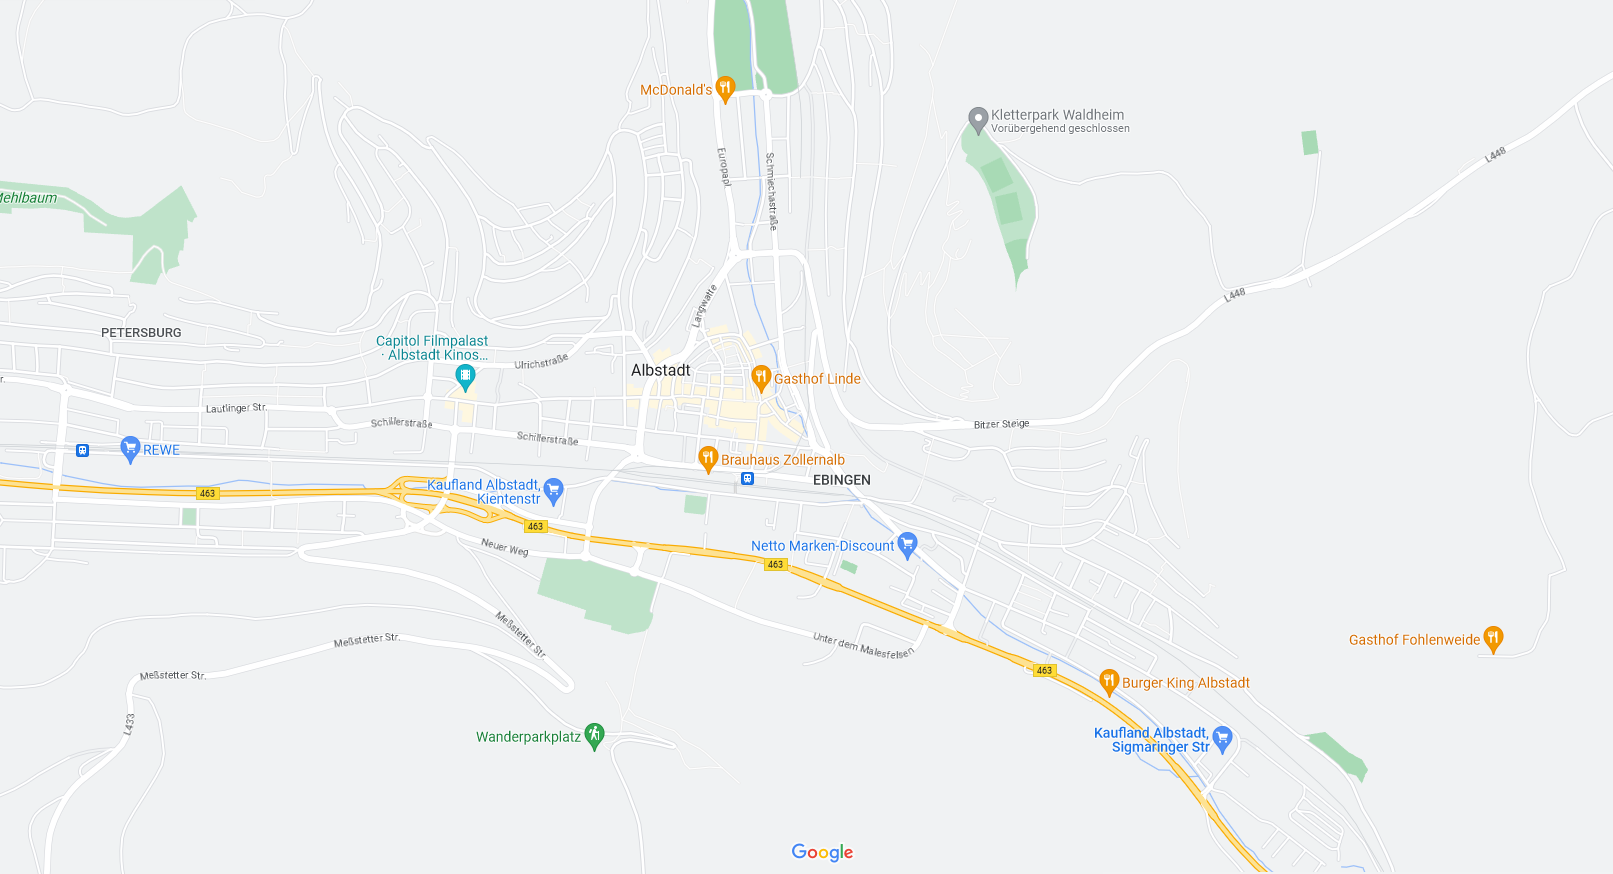 McDonald's
Kletterpark Waldheim
Vorübergehend geschlossen
L448
Europapl
Schmiechastraße
Mehlbaum
L448
Langwatte
PETERSBURG
Capitol Filmpalast
· Albstadt Kinos...
Ulrichstraße
Albstadt
Gasthof Linde
r.
Lautlinger Str.
Schillerstraße
Schillerstraße
Bitzer Steige
REWE
Brauhaus Zollernalb
EBINGEN
Kaufland Albstadt,
Kientenstr
463
463
Neuer Weg
Netto Marken-Discount
463
Meßstetter Str.
Meßstetter Str.
Unter dem Malesfelsen
Gasthof Fohlenweide
Meßstetter Str.
463
Burger King Albstadt
L433
Wanderparkplatz
Kaufland Albstadt,
Sigmaringer Str
Google